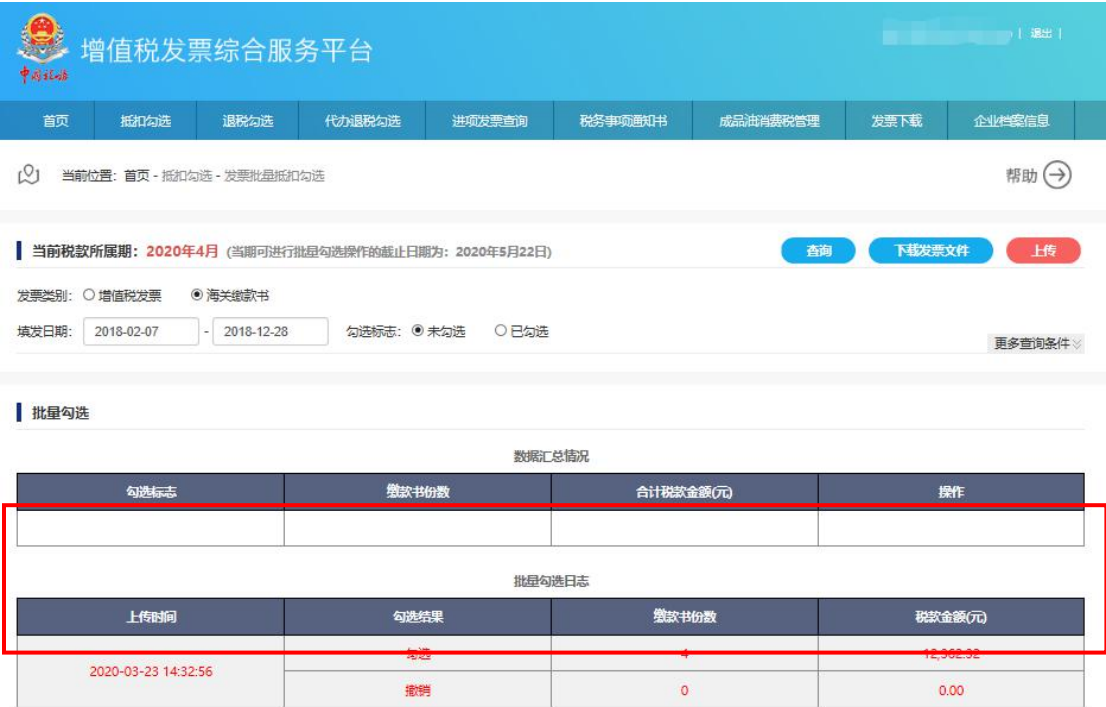 增值税发票综合服务平台
| 退出 |
中国税务
首页 抵扣勾选 退税勾选 代办退税勾选 进项发票查询 税务事项通知书 成品油消费税管理 发票下载 企业档案信息
当前位置：首页 - 抵扣勾选 - 发票批量抵扣勾选 帮助
当前税款所属期：2020年4月 (当期可进行批量勾选操作的截止日期为：2020年5月22日) 查询 下载发票文件 上传
发票类别： 增值税发票 海关缴款书
填发日期： 2018-02-07 - 2018-12-28 勾选标志： 未勾选 已勾选
更多查询条件
批量勾选
数据汇总情况
勾选标志 缴款书份数 合计税款金额(元) 操作
批量勾选日志
上传时间 勾选结果 缴款书份数 税款金额(元)
2020-03-23 14:32:56 勾选 4 12,362.32
撤销 0 0.00